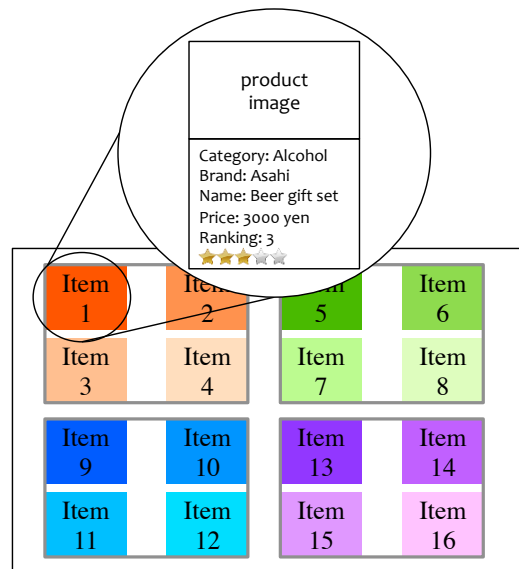 product
image
Category: Alcohol
Brand: Asahi
Name: Beer gift set
Price: 3000 yen
Ranking: 3
Item
1
Item
2
Item
5
Item
6
Item
3
Item
4
Item
7
Item
8
Item
9
Item
10
Item
13
Item
14
Item
11
Item
12
Item
15
Item
16